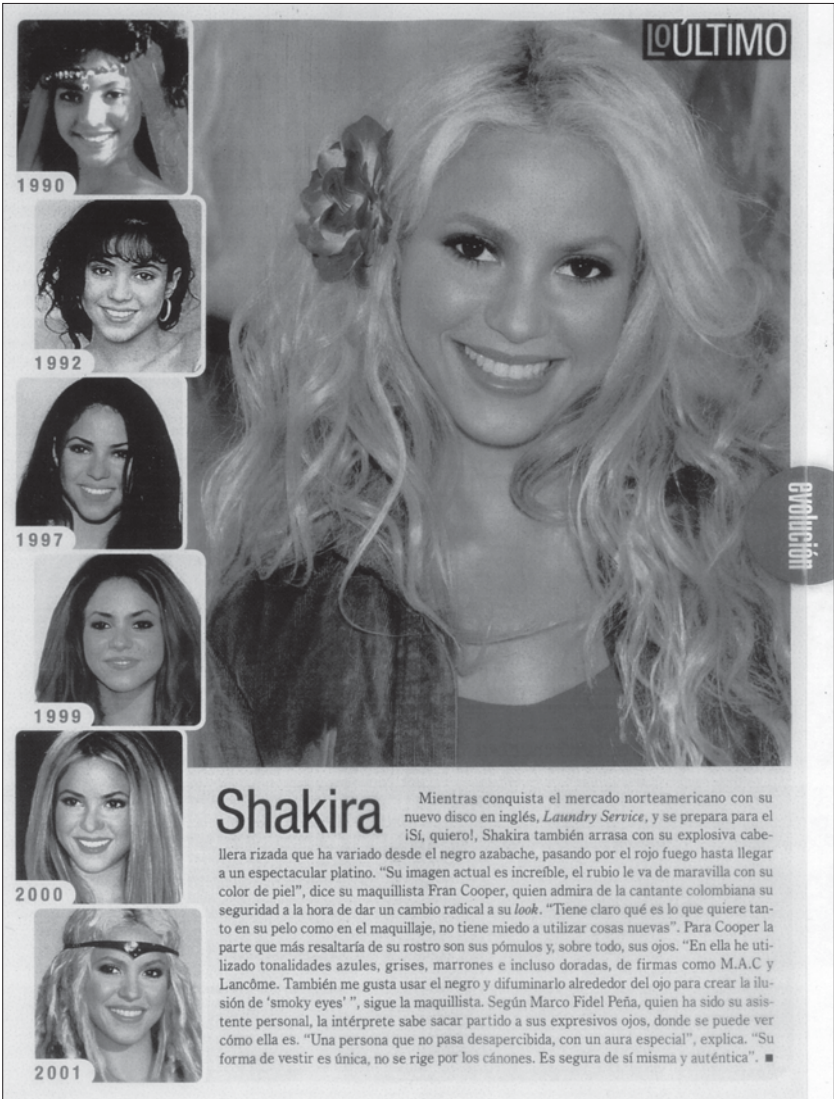 LO ÚLTIMO
1990
1992
1997
1999
2000
2001
evolución
Shakira
Mientras conquista el mercado norteamericano con su
nuevo disco en inglés, Laundry Service, y se prepara para el
¡Sí, quiero!, Shakira también arrasa con su explosiva cabe-
llera rizada que ha variado desde el negro azabache, pasando por el rojo fuego hasta llegar
a un espectacular platino. “Su imagen actual es increíble, el rubio le va de maravilla con su
color de piel”, dice su maquillista Fran Cooper, quien admira de la cantante colombiana su
seguridad a la hora de dar un cambio radical a su look. “Tiene claro qué es lo que quiere tan-
to en su pelo como en el maquillaje, no tiene miedo a utilizar cosas nuevas”. Para Cooper la
parte que más resaltaría de su rostro son sus pómulos y, sobre todo, sus ojos. “En ella he uti-
lizado tonalidades azules, grises, marrones e incluso doradas, de firmas como M.A.C y
Lancôme. También me gusta usar el negro y difuminarlo alrededor del ojo para crear la ilu-
sión de ‘smoky eyes’ ”, sigue la maquillista. Según Marco Fidel Peña, quien ha sido su asis-
tente personal, la intérprete sabe sacar partido a sus expresivos ojos, donde se puede ver
cómo ella es. “Una persona que no pasa desapercibida, con un aura especial”, explica. “Su
forma de vestir es única, no se rige por los cánones. Es segura de sí misma y auténtica”. ■